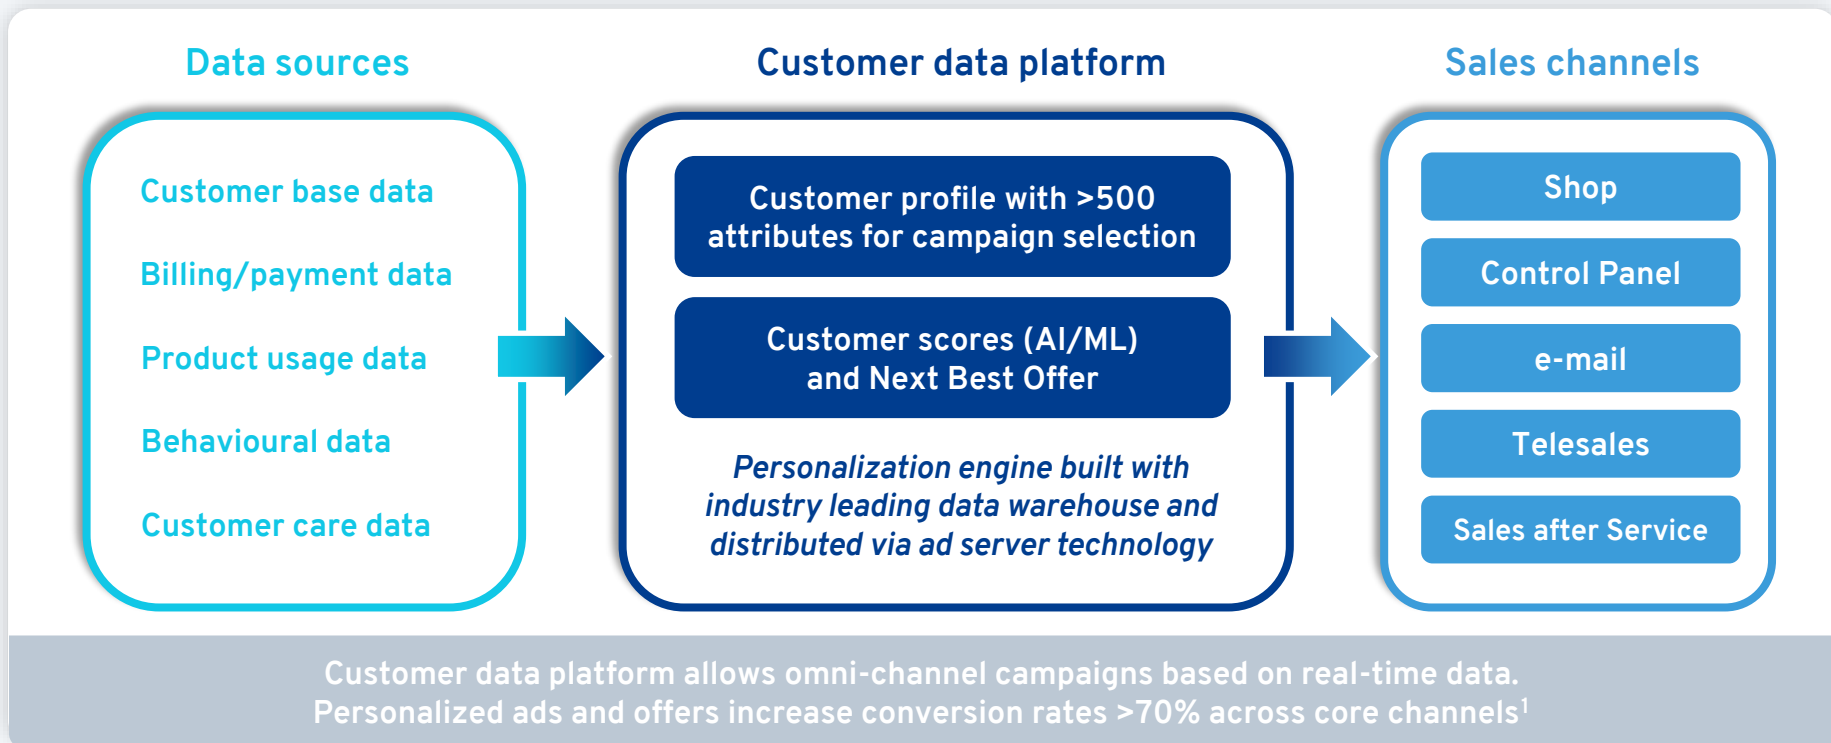 Data sources
Customer base data
Billing/payment data
Product usage data
Behavioural data
Customer care data
Customer data platform
Customer profile with >500
attributes for campaign selection
Customer scores (AI/ML)
and Next Best Offer
Personalization engine built with
industry leading data warehouse and
distributed via ad server technology
Sales channels
Shop
Control Panel
e-mail
Telesales
Sales after Service
Customer data platform allows omni-channel campaigns based on real-time data.
Personalized ads and offers increase conversion rates >70% across core channels¹